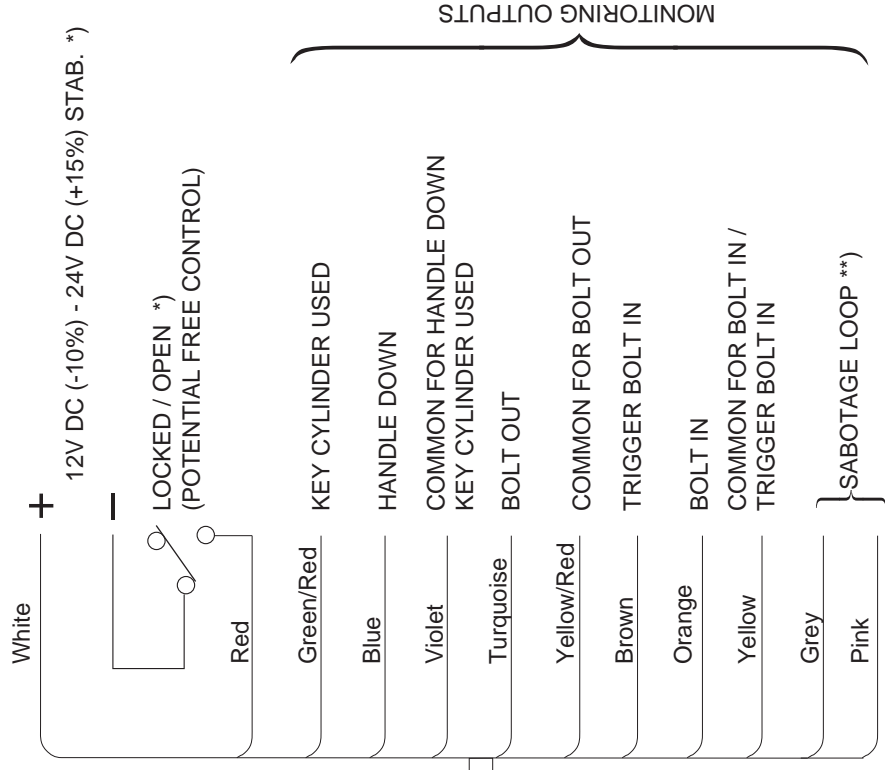 White
+
12V DC (-10%) - 24V DC (+15%) STAB. *)
–
LOCKED / OPEN *)
(POTENTIAL FREE CONTROL)
Red
Green/Red
KEY CYLINDER USED
Blue
HANDLE DOWN
Violet
COMMON FOR HANDLE DOWN
KEY CYLINDER USED
Turquoise
BOLT OUT
Yellow/Red
COMMON FOR BOLT OUT
Brown
TRIGGER BOLT IN
Orange
BOLT IN
Yellow
COMMON FOR BOLT IN /
TRIGGER BOLT IN
Grey
Pink
SABOTAGE LOOP **)
MONITORING OUTPUTS